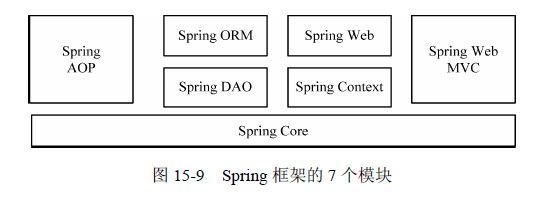 Spring
AOP
Spring ORM
Spring Web
Spring Web
MVC
Spring DAO
Spring Context
Spring Core
图 15-9 Spring 框架的 7 个模块